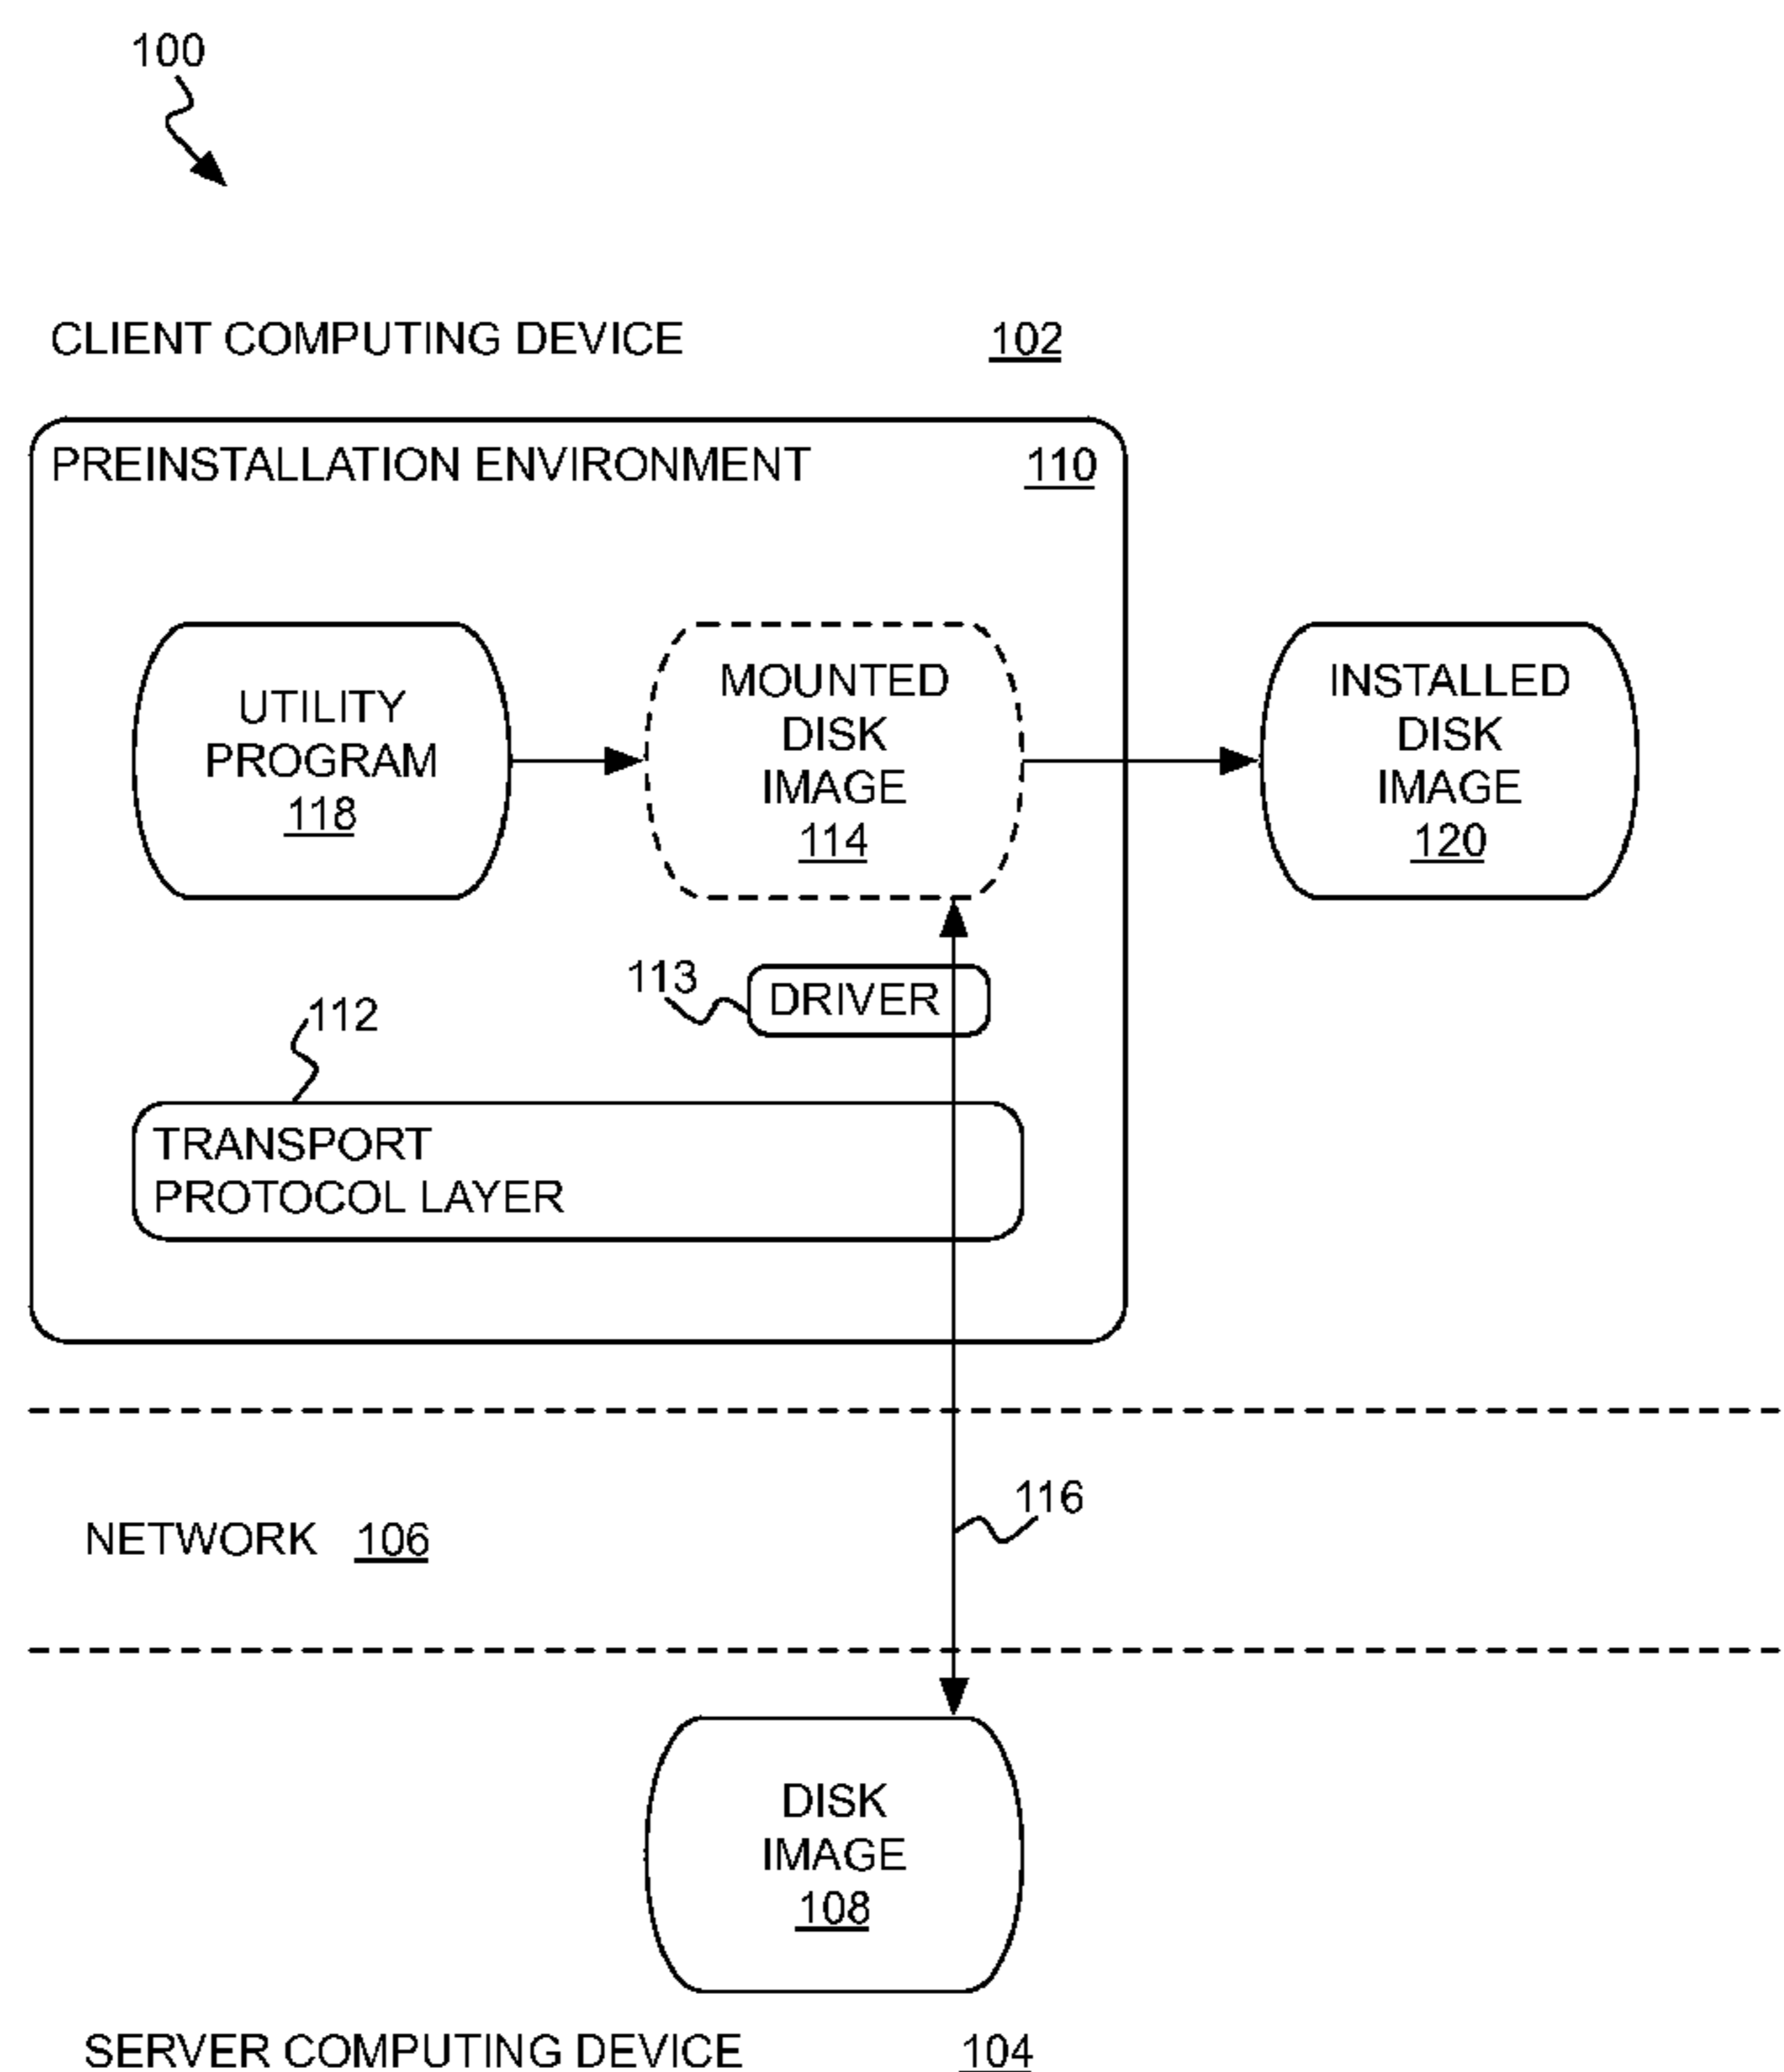 100
CLIENT COMPUTING DEVICE 102
PREINSTALLATION ENVIRONMENT 110
UTILITY
PROGRAM
118
MOUNTED
DISK
IMAGE
114
INSTALLED
DISK
IMAGE
120
113
DRIVER
112
TRANSPORT
PROTOCOL LAYER
116
NETWORK 106
DISK
IMAGE
108
SERVER COMPUTING DEVICE 104